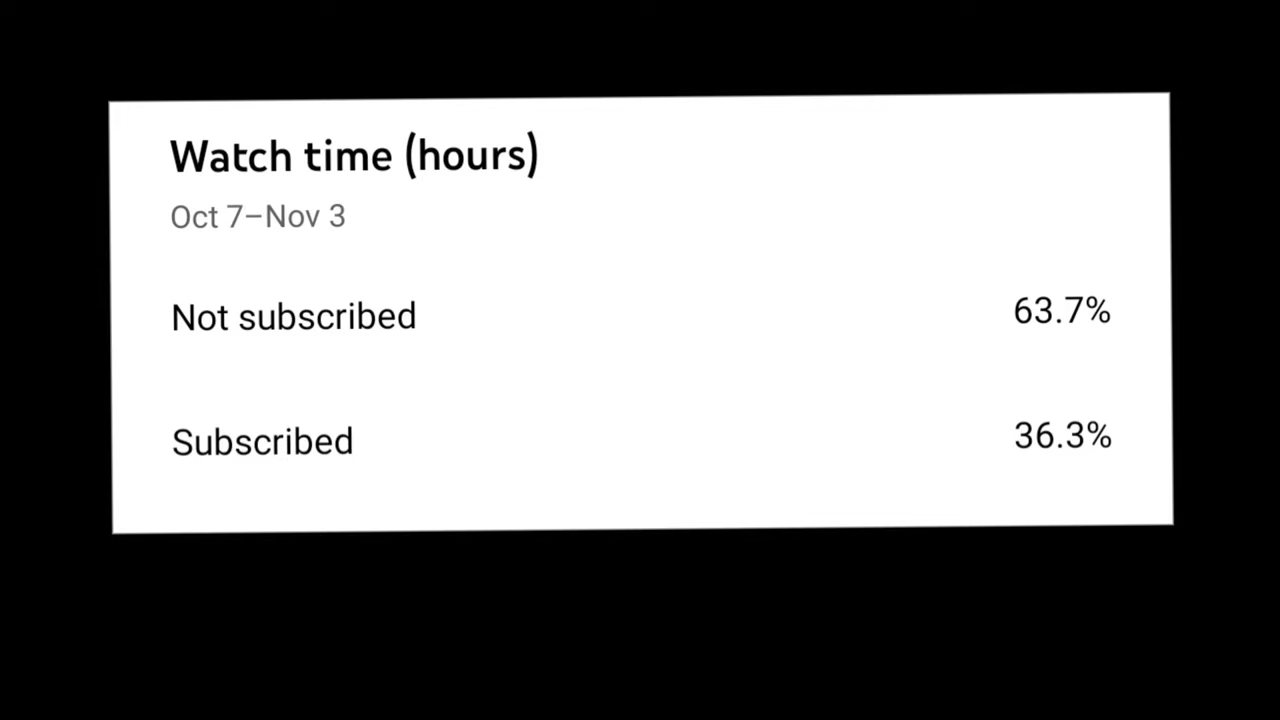 Watch time (hours)
Oct 7–Nov 3
Not subscribed 63.7%
Subscribed 36.3%